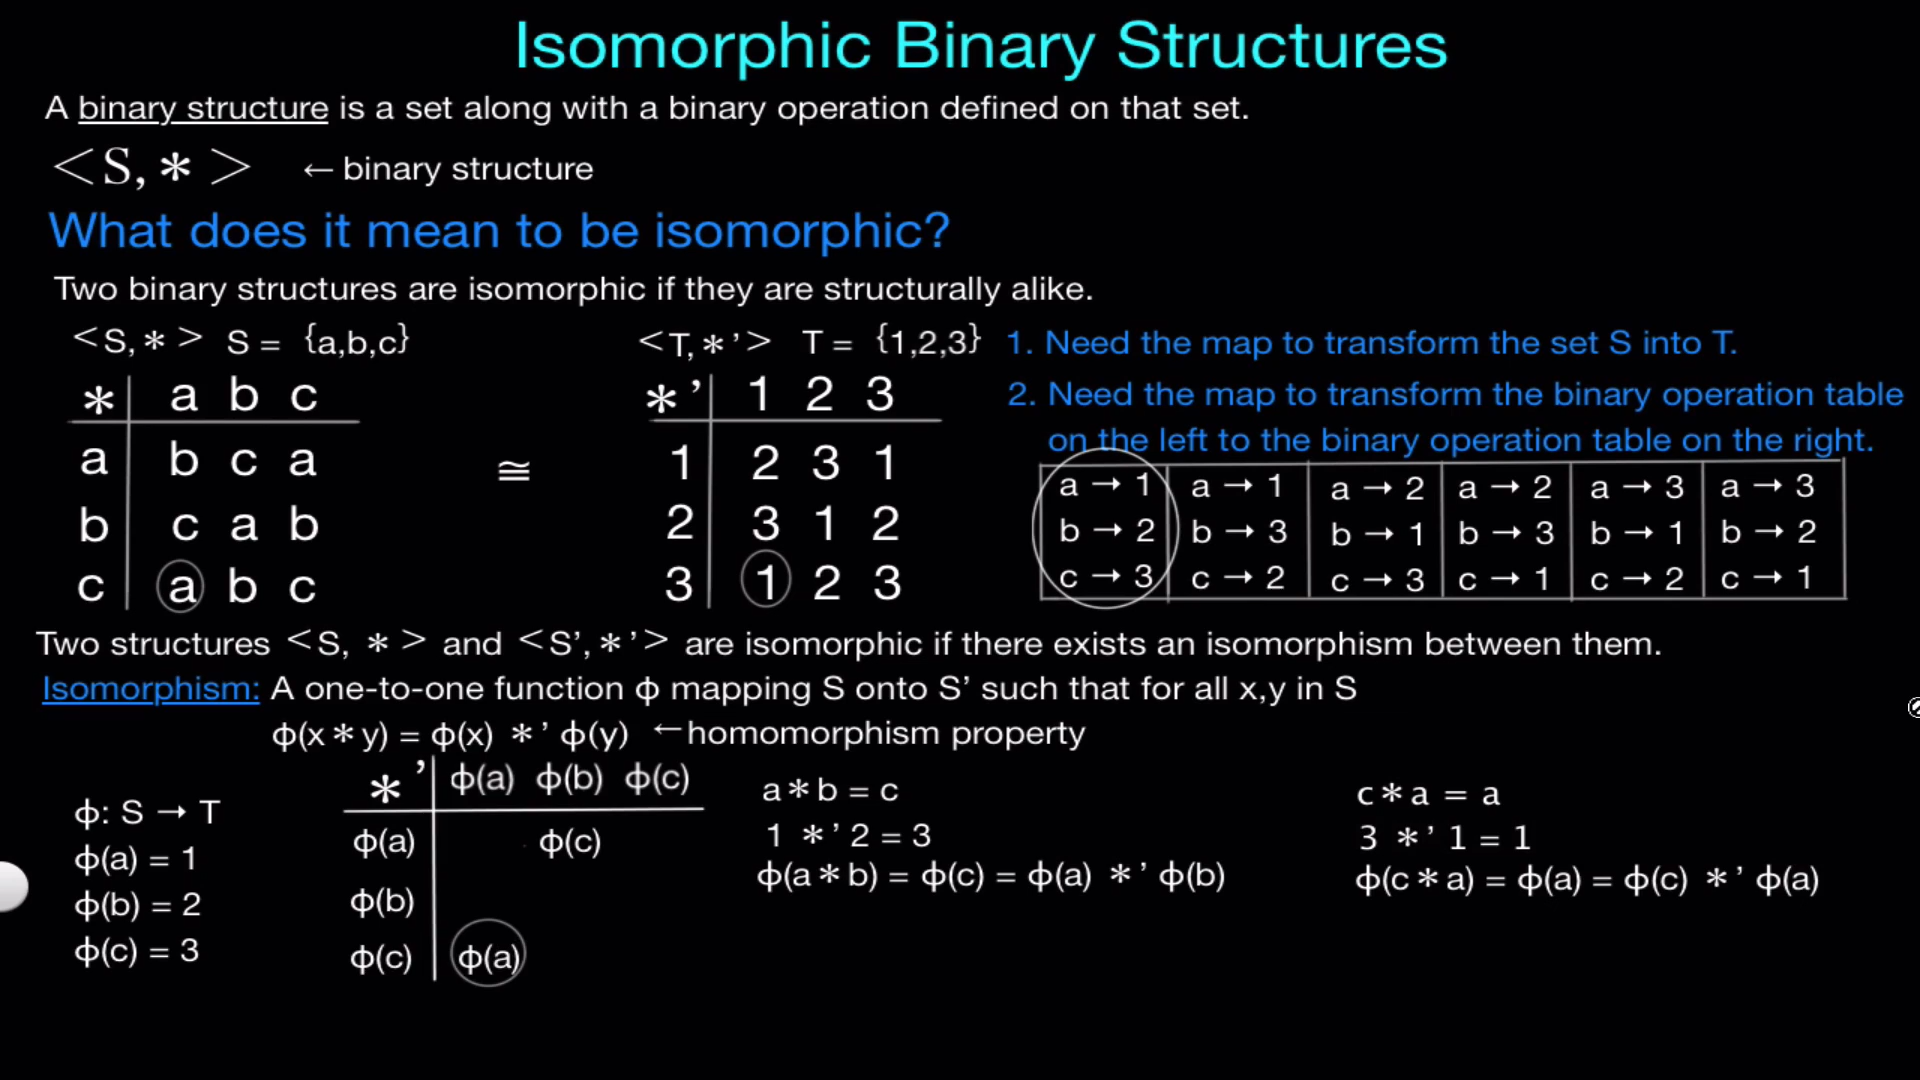 Isomorphic Binary Structures
A binary structure is a set along with a binary operation defined on that set.
<S, * > ← binary structure
What does it mean to be isomorphic?
Two binary structures are isomorphic if they are structurally alike.
<S, * > S = {a,b,c}
* a b c
a b c a
b c a b
c a b c
≅
<T, *'> T = {1,2,3}
*' 1 2 3
1 2 3 1
2 3 1 2
3 1 2 3
1. Need the map to transform the set S into T.
2. Need the map to transform the binary operation table
on the left to the binary operation table on the right.
a → 1 a → 1 a → 2 a → 2 a → 3 a → 3
b → 2 b → 3 b → 1 b → 3 b → 1 b → 2
c → 3 c → 2 c → 3 c → 1 c → 2 c → 1
Two structures <S, * > and <S', *'> are isomorphic if there exists an isomorphism between them.
Isomorphism: A one-to-one function ϕ mapping S onto S' such that for all x,y in S
ϕ(x * y) = ϕ(x) *' ϕ(y) ←homomorphism property
ϕ: S → T
ϕ(a) = 1
ϕ(b) = 2
ϕ(c) = 3
*' ϕ(a) ϕ(b) ϕ(c)
ϕ(a) ϕ(c)
ϕ(b)
ϕ(c) ϕ(a)
a * b = c
1 *' 2 = 3
ϕ(a * b) = ϕ(c) = ϕ(a) *' ϕ(b)
c * a = a
3 *' 1 = 1
ϕ(c * a) = ϕ(a) = ϕ(c) *' ϕ(a)